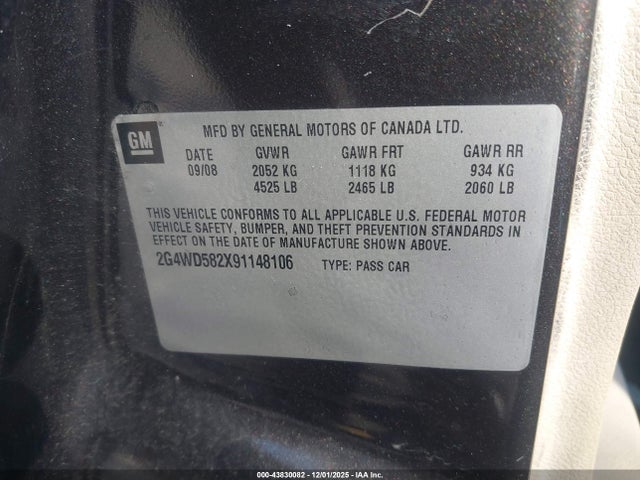 GM
MFD BY GENERAL MOTORS OF CANADA LTD.
DATE GVWR GAWR FRT GAWR RR
09/08 2052 KG 1118 KG 934 KG
4525 LB 2465 LB 2060 LB
THIS VEHICLE CONFORMS TO ALL APPLICABLE U.S. FEDERAL MOTOR
VEHICLE SAFETY, BUMPER, AND THEFT PREVENTION STANDARDS IN
EFFECT ON THE DATE OF MANUFACTURE SHOWN ABOVE.
2G4WD582X91148106 TYPE: PASS CAR
00-43830082 - 12/01/2025 - IAA Inc.